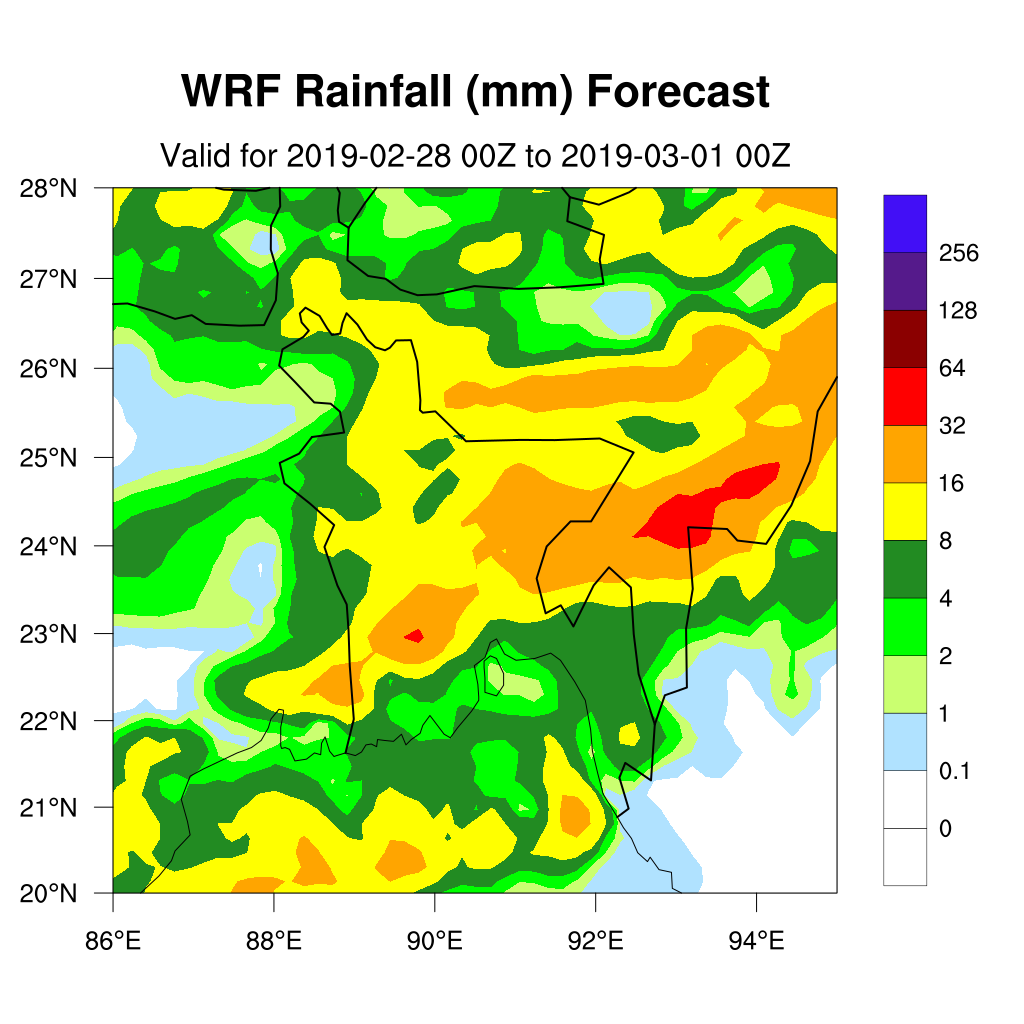 WRF Rainfall (mm) Forecast
Valid for 2019-02-28 00Z to 2019-03-01 00Z
28°N
27°N
26°N
25°N
24°N
23°N
22°N
21°N
20°N
86°E
88°E
90°E
92°E
94°E
256
128
64
32
16
8
4
2
1
0.1
0